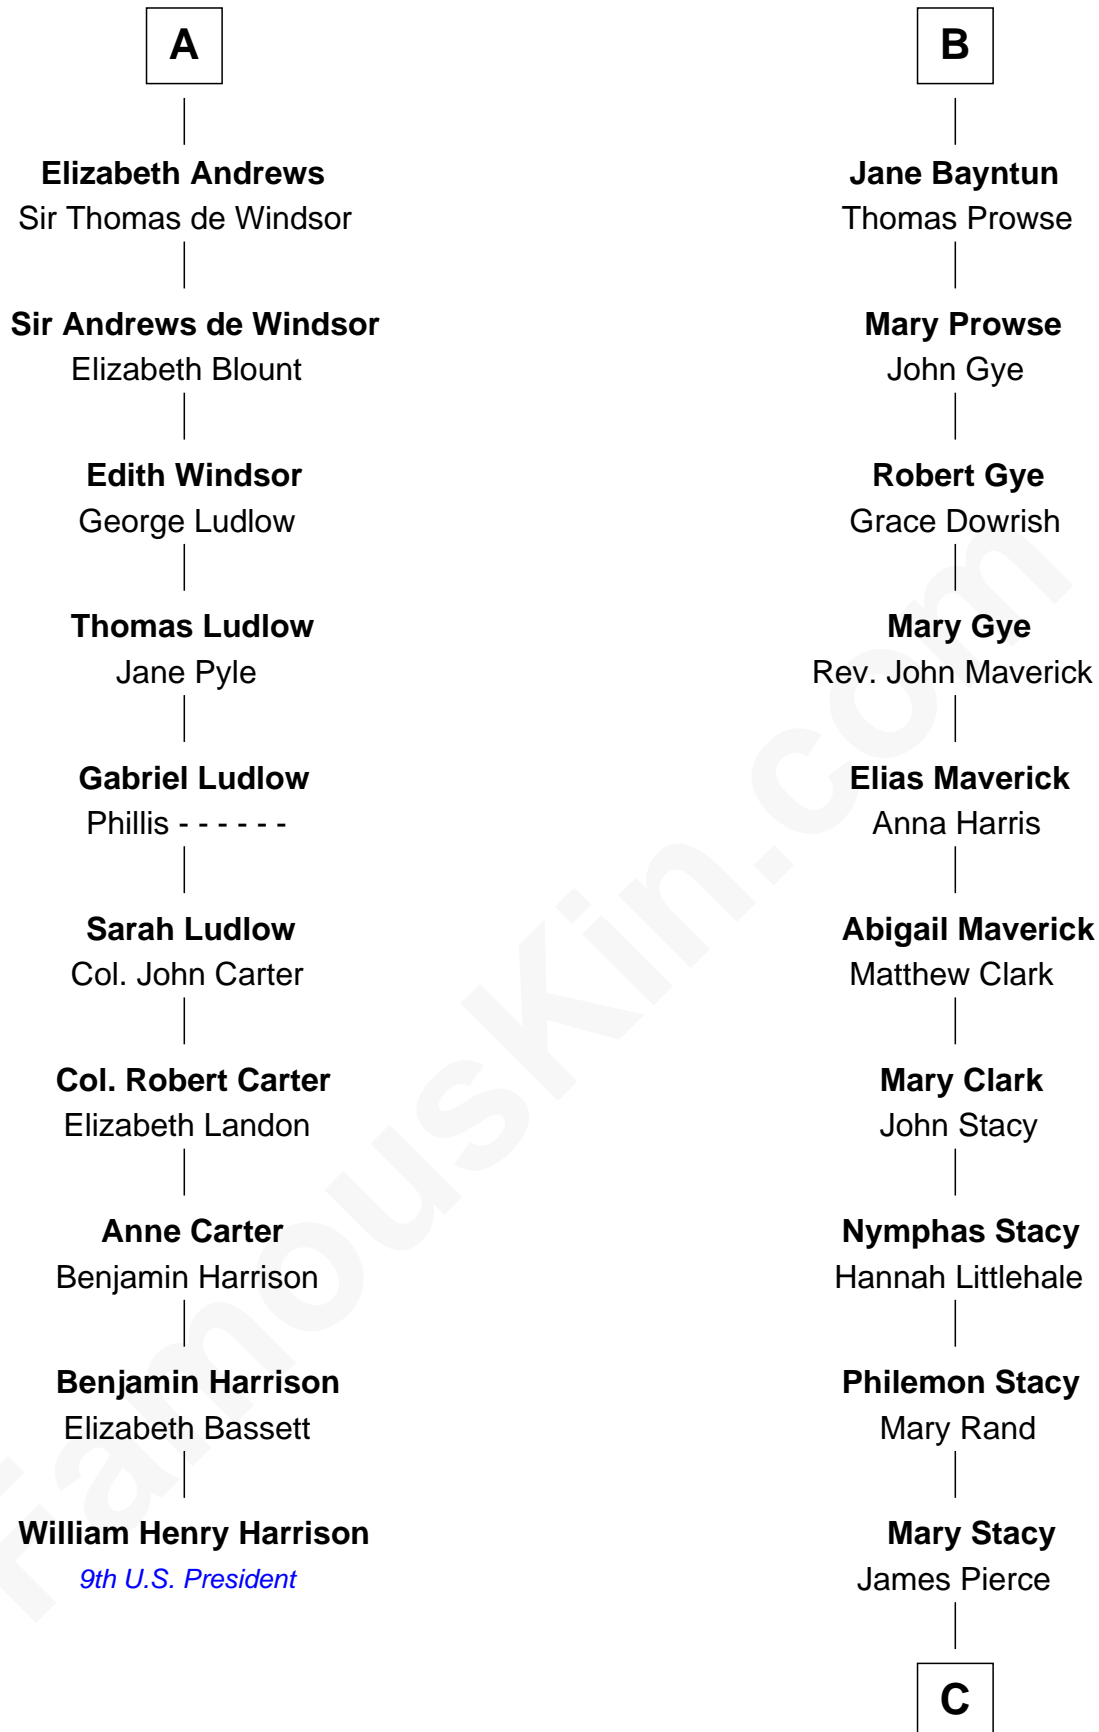 A
Elizabeth Andrews
Sir Thomas de Windsor
Sir Andrews de Windsor
Elizabeth Blount
Edith Windsor
George Ludlow
Thomas Ludlow
Jane Pyle
Gabriel Ludlow
Phillis - - - - - -
Sarah Ludlow
Col. John Carter
Col. Robert Carter
Elizabeth Landon
Anne Carter
Benjamin Harrison
Benjamin Harrison
Elizabeth Bassett
William Henry Harrison
9th U.S. President
B
Jane Bayntun
Thomas Prowse
Mary Prowse
John Gye
Robert Gye
Grace Dowrish
Mary Gye
Rev. John Maverick
Elias Maverick
Anna Harris
Abigail Maverick
Matthew Clark
Mary Clark
John Stacy
Nymphas Stacy
Hannah Littlehale
Philemon Stacy
Mary Rand
Mary Stacy
James Pierce
C
FamousKin.com